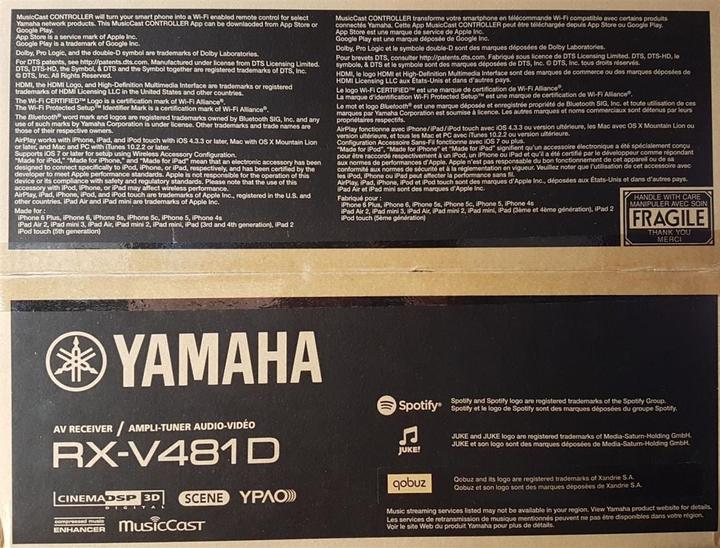 MusicCast CONTROLLER will turn your smart phone into a Wi-Fi enabled remote control for select
Yamaha network products. This MusicCast CONTROLLER App can be downlaoded from App Store or
Google Play.
App Store is a service mark of Apple Inc.
Google Play is a trademark of Google Inc.
Dolby, Pro Logic, and the double-D symbol are trademarks of Dolby Laboratories.
For DTS patents, see http://patents.dts.com. Manufactured under license from DTS Licensing Limited.
DTS, DTS-HD, the Symbol, & DTS and the Symbol together are registered trademarks of DTS, Inc.
© DTS, Inc. All Rights Reserved.
HDMI, the HDMI Logo, and High-Definition Multimedia Interface are trademarks or registered
trademarks of HDMI Licensing LLC in the United States and other countries.
The Wi-Fi CERTIFIED™ Logo is a certification mark of Wi-Fi Alliance®.
The Wi-Fi Protected Setup™ Identifier Mark is a certification mark of Wi-Fi Alliance®.
The Bluetooth® word mark and logos are registered trademarks owned by Bluetooth SIG, Inc. and any
use of such marks by Yamaha Corporation is under license. Other trademarks and trade names are
those of their respective owners.
AirPlay works with iPhone, iPad, and iPod touch with iOS 4.3.3 or later, Mac with OS X Mountain Lion
or later, and Mac and PC with iTunes 10.2.2 or later.
Supports iOS 7 or later for setup using Wireless Accessory Configuration.
"Made for iPod," "Made for iPhone," and "Made for iPad" mean that an electronic accessory has been
designed to connect specifically to iPod, iPhone, or iPad, respectively, and has been certified by the
developer to meet Apple performance standards. Apple is not responsible for the operation of this
device or its compliance with safety and regulatory standards. Please note that the use of this
accessory with iPod, iPhone, or iPad may affect wireless performance.
AirPlay, iPad, iPhone, iPod, and iPod touch are trademarks of Apple Inc., registered in the U.S. and
other countries. iPad Air and iPad mini are trademarks of Apple Inc.
Made for:
iPhone 6 Plus, iPhone 6, iPhone 5s, iPhone 5c, iPhone 5, iPhone 4s
iPad Air 2, iPad mini 3, iPad Air, iPad mini 2, iPad mini, iPad (3rd and 4th generation), iPad 2
iPod touch (5th generation)
MusicCast CONTROLLER transforme votre smartphone en télécommande Wi-Fi compatible avec certains produits
connectés Yamaha. Cette App MusicCast CONTROLLER peut être téléchargée depuis App Store ou Google Play.
App Store est une marque de service de Apple Inc.
Google Play est une marque déposée de Google Inc.
Dolby, Pro Logic et le symbole double-D sont des marques déposées de Dolby Laboratories.
Pour brevets DTS, consulter http://patents.dts.com. Fabriqué sous licence de DTS Licensing Limited. DTS, DTS-HD, le
symbole, & DTS et le symbole sont des marques déposées de DTS, Inc. © DTS, Inc. tous droits réservés.
HDMI, le logo HDMI et High-Definition Multimedia Interface sont des marques de commerce ou des marques déposées de
HDMI Licensing LLC aux Etats-Unis et dans d'autres pays.
Le logo Wi-Fi CERTIFIED™ est une marque de certification de Wi-Fi Alliance®.
La marque d'identification Wi-Fi Protected Setup™ est une marque de certification de Wi-Fi Alliance®.
Le mot et logo Bluetooth® est une marque déposée et enregistrée propriété de Bluetooth SIG, Inc. et toute utilisation de ces
marques par Yamaha Corporation est soumise à licence. Les autres marques et noms commerciaux sont détenus par leurs
propriétaires respectifs.
AirPlay fonctionne avec iPhone /iPad /iPod touch avec iOS 4.3.3 ou version ultérieure, les Mac avec OS X Mountain Lion ou
version ultérieure, et tous les Mac et PC avec iTunes 10.2.2 ou version ultérieure.
Configuration Accessoire Sans-Fil fonctionne avec iOS 7 ou plus.
"Made for iPod", "Made for iPhone" et "Made for iPad" signifient qu'un accessoire électronique a été spécialement conçu
pour être raccordé respectivement à un iPod, un iPhone ou un iPad et qu'il a été certifié par le développeur comme répondant
aux normes de performances d'Apple. Apple n'est pas responsable du bon fonctionnement de cet appareil ou de sa
conformité aux normes de sécurité et à la réglementation en vigueur. Veuillez noter que l'utilisation de cet accessoire avec
les iPod, iPhone ou iPad peut affecter la performance sans fil.
AirPlay, iPad, iPhone, iPod et iPod touch sont des marques d'Apple Inc., déposées aux États-Unis et dans d'autres pays.
iPad Air et iPad mini sont des marques d'Apple Inc.
Fabriqué pour :
iPhone 6 Plus, iPhone 6, iPhone 5s, iPhone 5c, iPhone 5, iPhone 4s
iPad Air 2, iPad mini 3, iPad Air, iPad mini 2, iPad mini, iPad (3ème et 4ème génération), iPad 2
iPod touch (5ème génération)
HANDLE WITH CARE
MANIPULER AVEC SOIN
FRAGILE
THANK YOU
MERCI
YAMAHA
AV RECEIVER / AMPLI-TUNER AUDIO-VIDÉO
RX-V481D
CINEMA DSP 3D
DIGITAL
SCENE
YPAO
compressed music
ENHANCER
MusicCast
Spotify®
Spotify and Spotify logo are registered trademarks of the Spotify Group.
Spotify et le logo de Spotify sont des marques déposées du groupe Spotify.
JUKE!
JUKE and JUKE logo are registered trademarks of Media-Saturn-Holding GmbH.
JUKE et son logo sont des marques déposées de Media-Saturn-Holding GmbH.
qobuz
Qobuz and its logo are registered trademarks of Xandrie S.A.
Qobuz et son logo sont des marques déposées de Xandrie S.A.
Music streaming services listed may not be available in your region. View Yamaha product website for details.
Les services de retransmission de musique mentionnés peuvent ne pas être disponibles dans votre région.
Voir le site Web du produit Yamaha pour plus de détails.